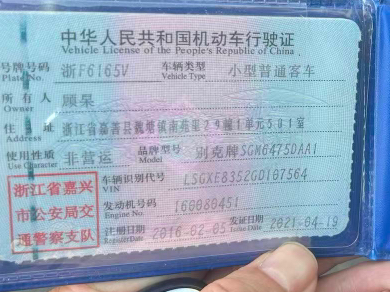 中华人民共和国机动车行驶证
Vehicle License of the People's Republic of China
号牌号码 浙F6165V 车辆类型 小型普通客车
Plate No. Vehicle Type
所有人 顾杲
Owner
住址 浙江省嘉善县魏塘镇南苑里29幢1单元501室
Address
使用性质 非营运 品牌型号 别克牌SGM6475DAA1
Use Character Model
浙江省嘉兴
市公安局交
理警察支队
车辆识别代号 LSGXE8352GD107564
VIN
发动机号码 160080451
Engine No.
注册日期 2016-02-05 发证日期 2021-04-19
Register Date Issue Date